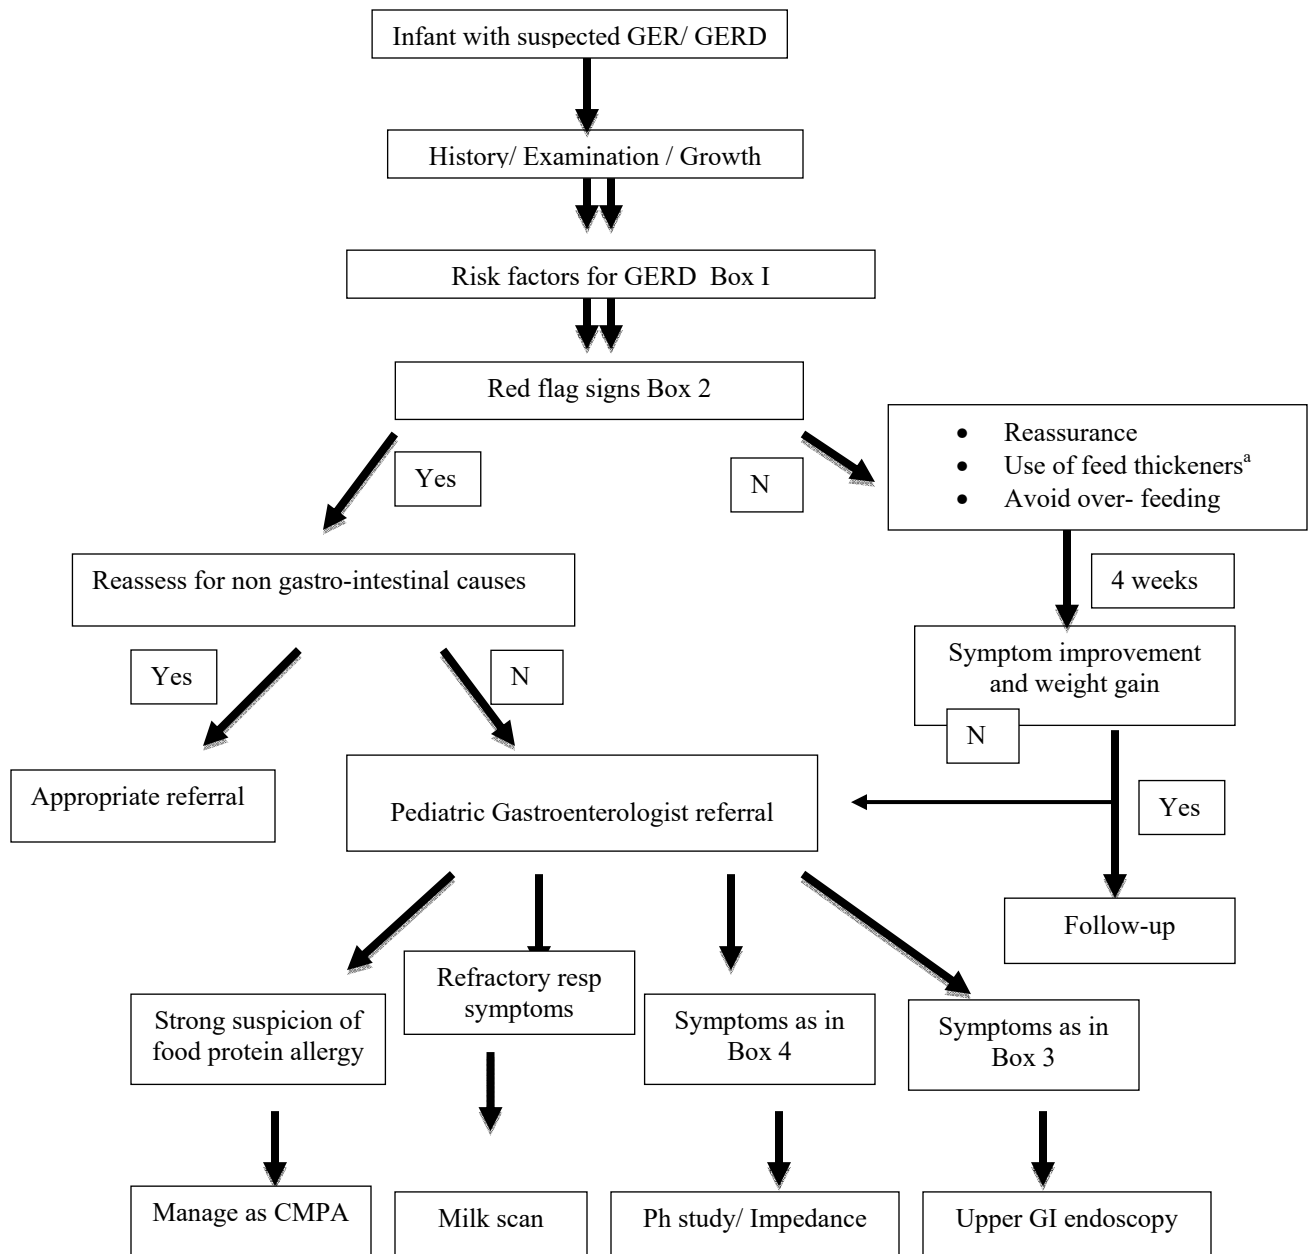 Infant with suspected GER/ GERD
History/ Examination / Growth
Risk factors for GERD Box I
Red flag signs Box 2
• Reassurance
• Use of feed thickenersᵃ
• Avoid over- feeding
Yes
N
Reassess for non gastro-intestinal causes
4 weeks
Symptom improvement
and weight gain
Yes
N
N
Appropriate referral
Pediatric Gastroenterologist referral
Yes
Follow-up
Strong suspicion of
food protein allergy
Refractory resp
symptoms
Symptoms as in
Box 4
Symptoms as in
Box 3
Manage as CMPA
Milk scan
Ph study/ Impedance
Upper GI endoscopy